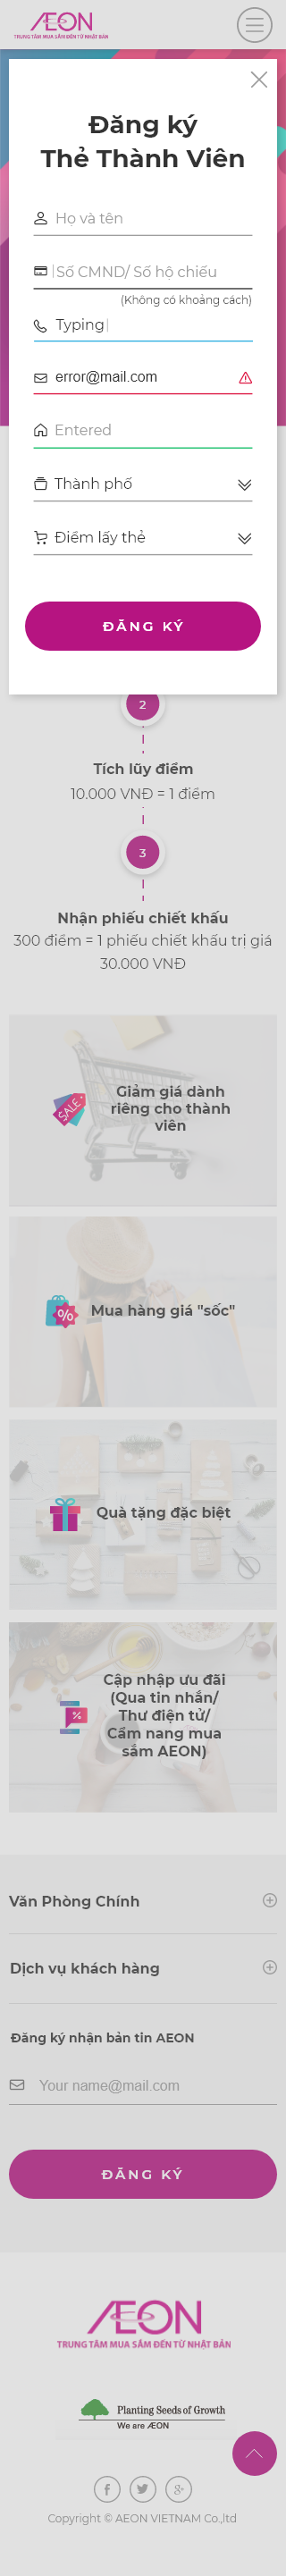 ÆON
TRUNG TÂM MUA SẮM ĐẾN TỪ NHẬT BẢN
Đăng ký
Thẻ Thành Viên
Họ và tên
Số CMND/ Số hộ chiếu
(Không có khoảng cách)
Typing
error@mail.com
Entered
Thành phố
Điểm lấy thẻ
ĐĂNG KÝ
2
Tích lũy điểm
10.000 VNĐ = 1 điểm
3
Nhận phiếu chiết khấu
300 điểm = 1 phiếu chiết khấu trị giá
30.000 VNĐ
SALE
Giảm giá dành
riêng cho thành
viên
%
Mua hàng giá "sốc"
Quà tặng đặc biệt
%
Cập nhập ưu đãi
(Qua tin nhắn/
Thư điện tử/
Cẩm nang mua
sắm AEON)
Văn Phòng Chính
Dịch vụ khách hàng
Đăng ký nhận bản tin AEON
Your name@mail.com
ĐĂNG KÝ
ÆON
TRUNG TÂM MUA SẮM ĐẾN TỪ NHẬT BẢN
Planting Seeds of Growth
We are ÆON
Copyright © AEON VIETNAM Co.,ltd